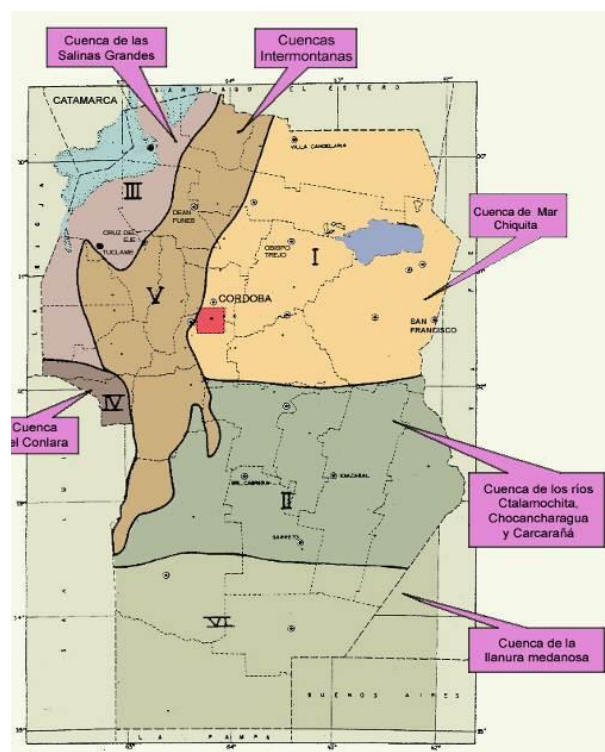 Cuenca de las
Salinas Grandes
Cuencas
Intermontanas
CATAMARCA
VILLA CANDELARIA
III
DEAN
FUNES
CRUZ DEL
EJE
TUCLAME
OBISPO
TREJO
I
Cuenca de Mar
Chiquita
V
CORDOBA
SAN
FRANCISCO
IV
Cuenca
el Conlara
II
Cuenca de los ríos
Ctalamochita,
Chocancharagua
y Carcarañá
VI
Cuenca de la
llanura medanosa
BUENOS AIRES
LA PAMPA